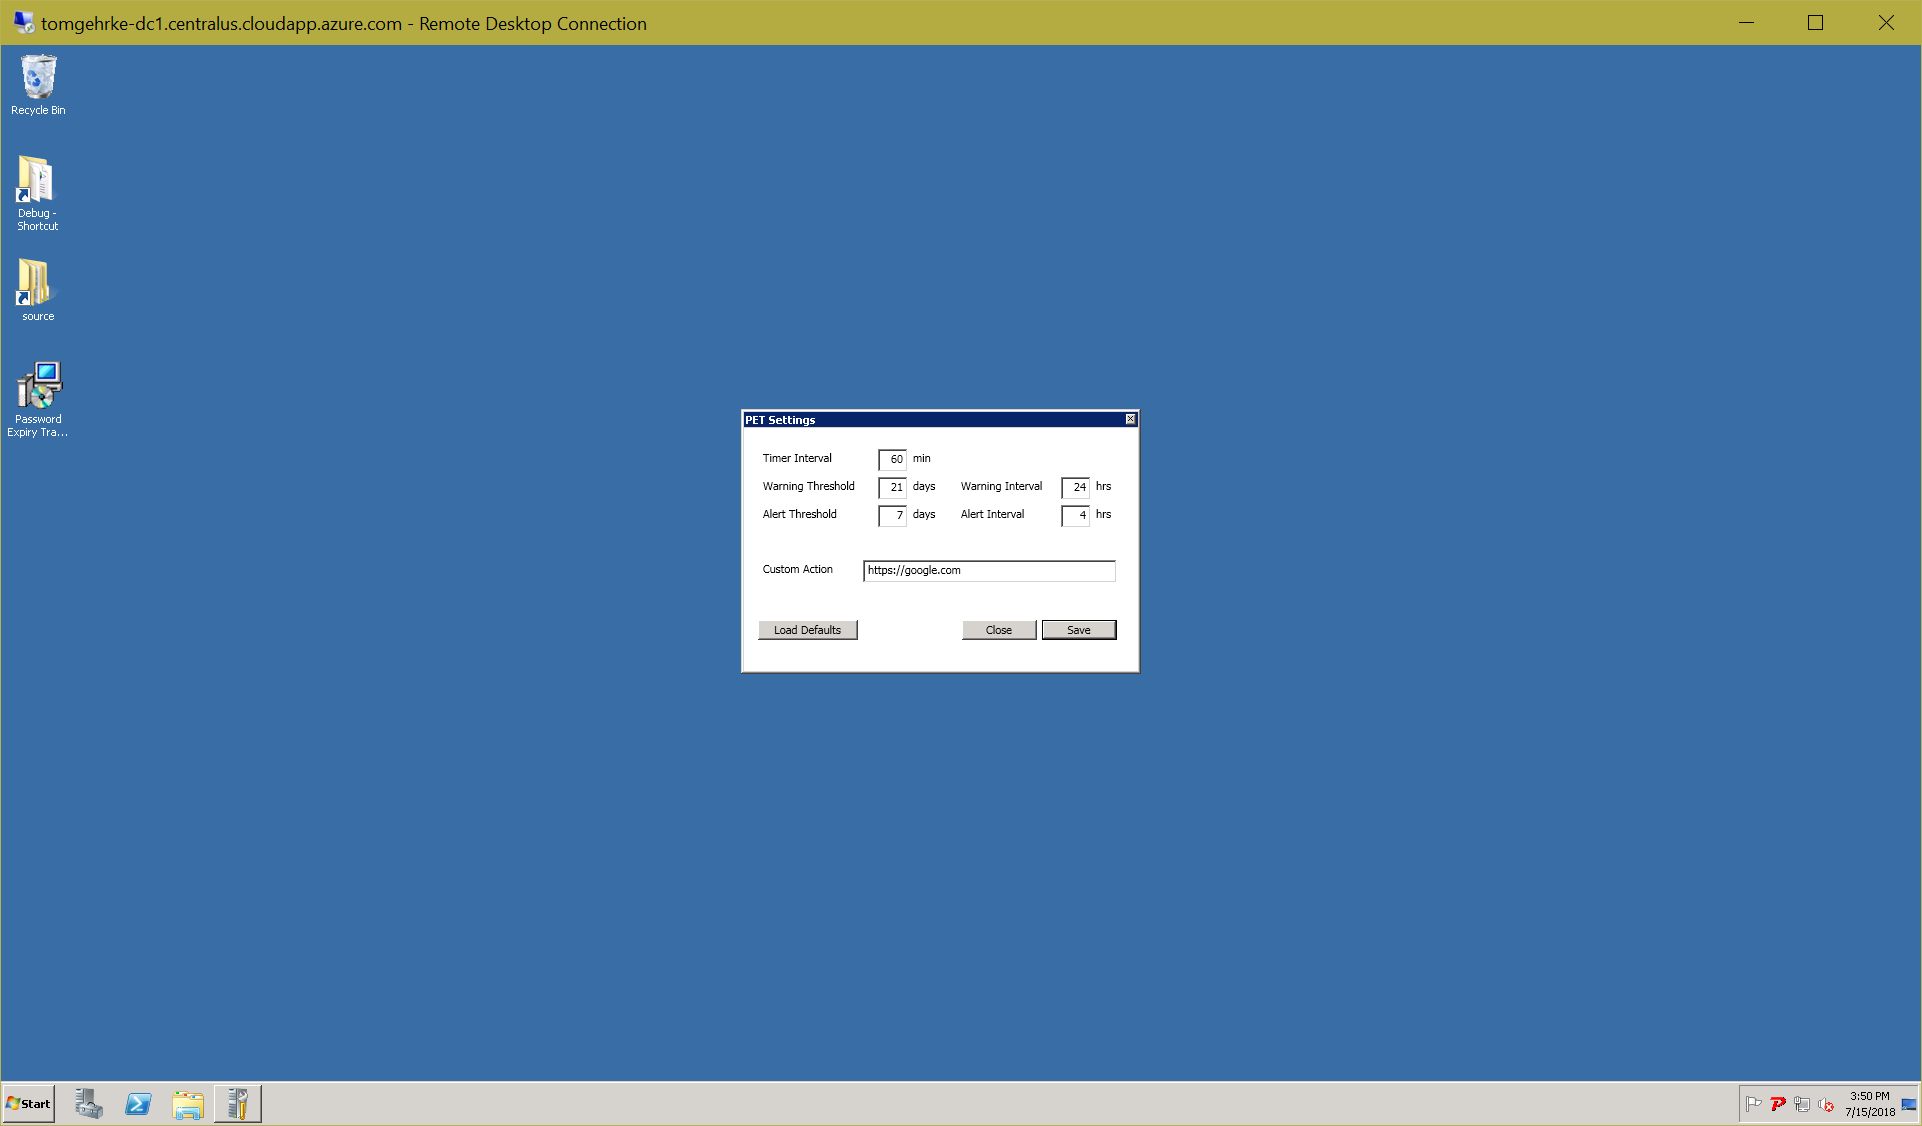 tomgehrke-dc1.centralus.cloudapp.azure.com - Remote Desktop Connection
Recycle Bin
Debug -
Shortcut
source
Password
Expiry Tra...
PET Settings
Timer Interval 60 min
Warning Threshold 21 days Warning Interval 24 hrs
Alert Threshold 7 days Alert Interval 4 hrs
Custom Action https://google.com
Load Defaults Close Save
Start
3:50 PM
7/15/2018